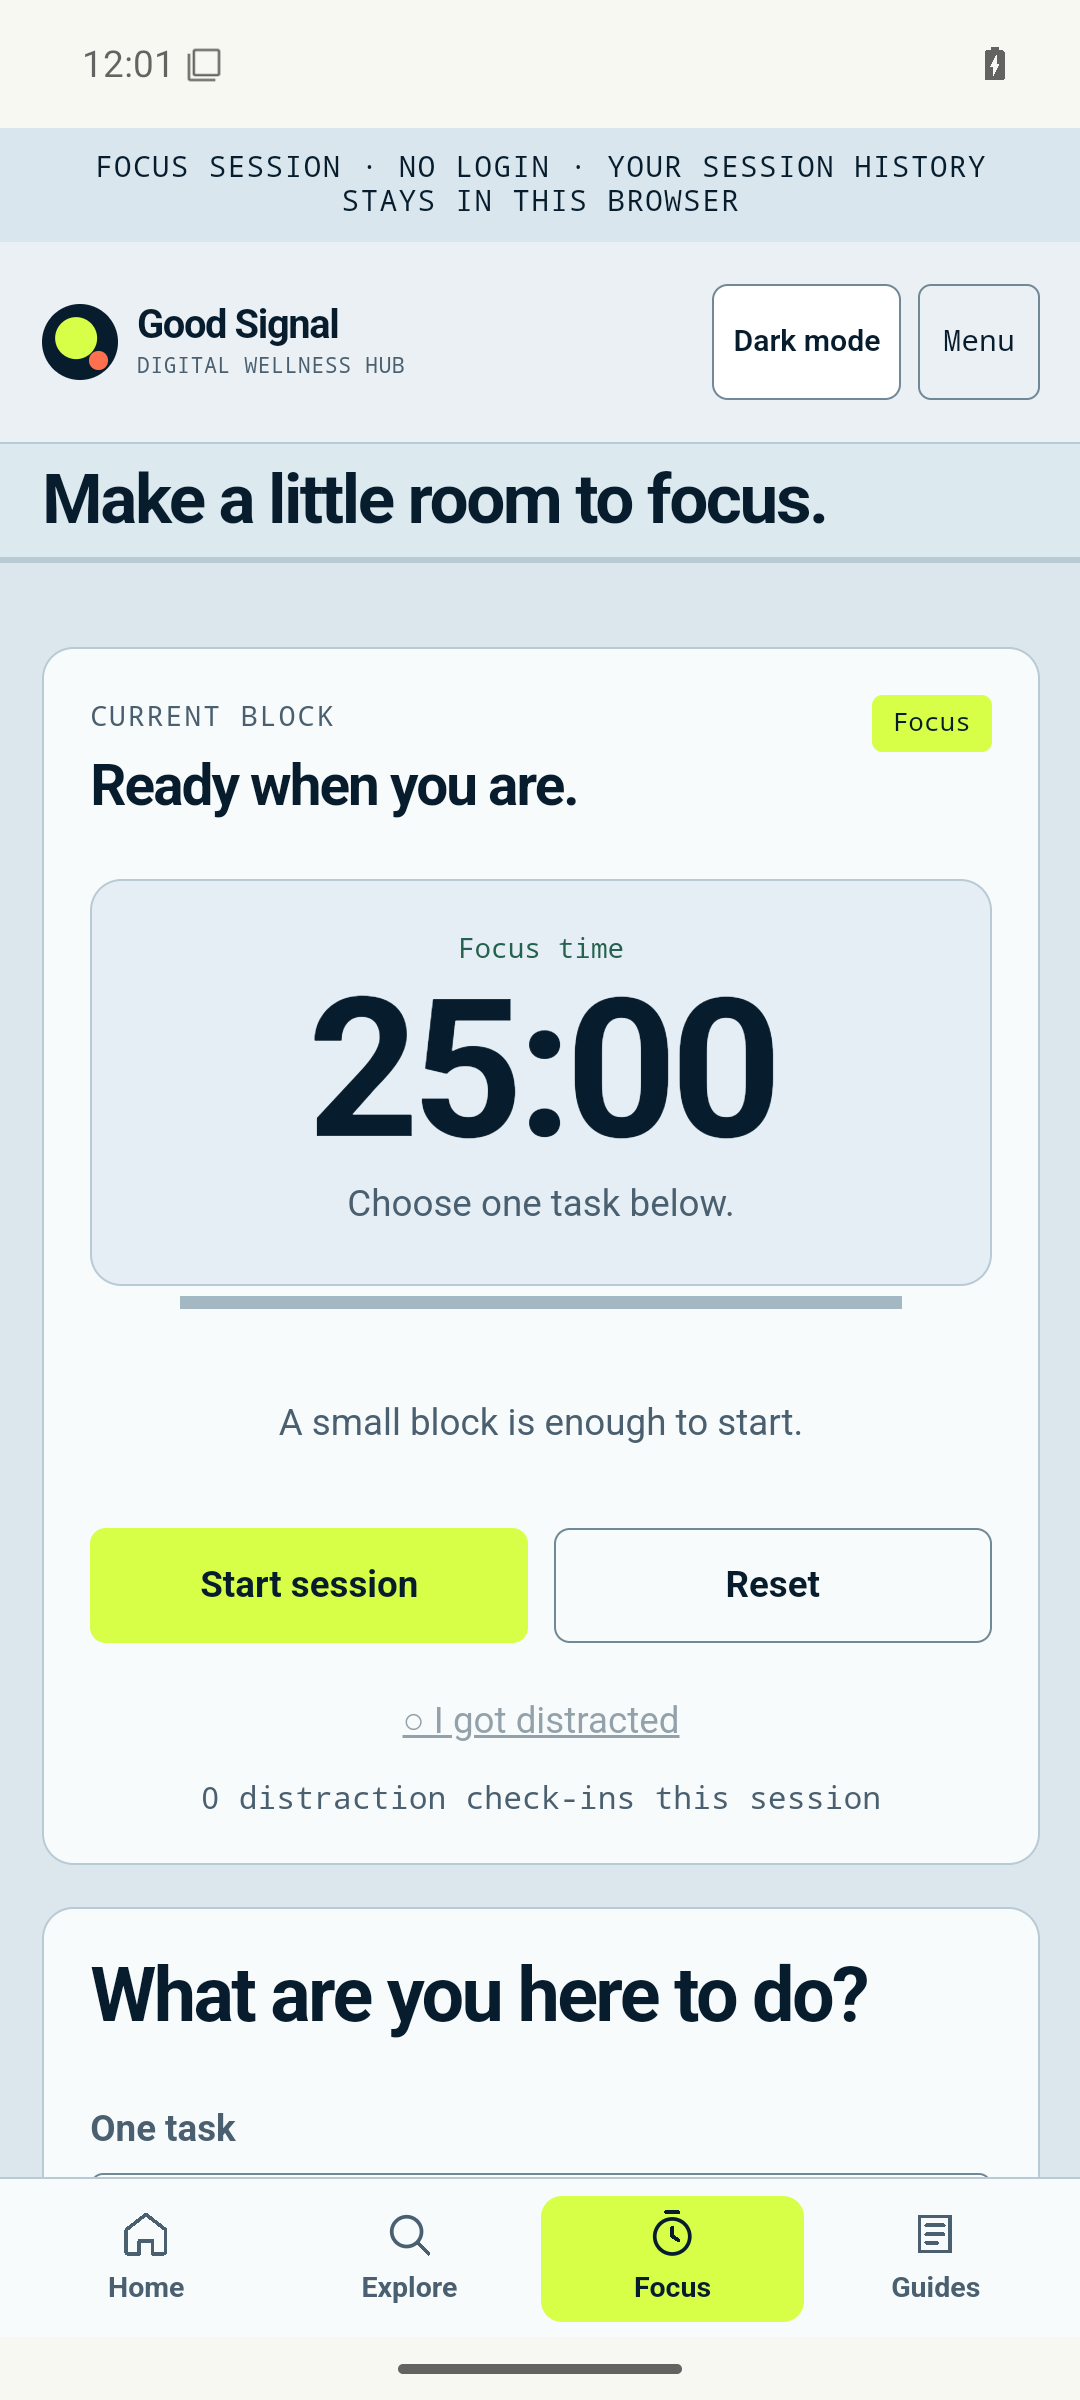 12:01
FOCUS SESSION · NO LOGIN · YOUR SESSION HISTORY
STAYS IN THIS BROWSER
Good Signal
DIGITAL WELLNESS HUB
Dark mode
Menu
Make a little room to focus.
CURRENT BLOCK
Focus
Ready when you are.
Focus time
25:00
Choose one task below.
A small block is enough to start.
Start session
Reset
○ I got distracted
0 distraction check-ins this session
What are you here to do?
One task
Home
Explore
Focus
Guides